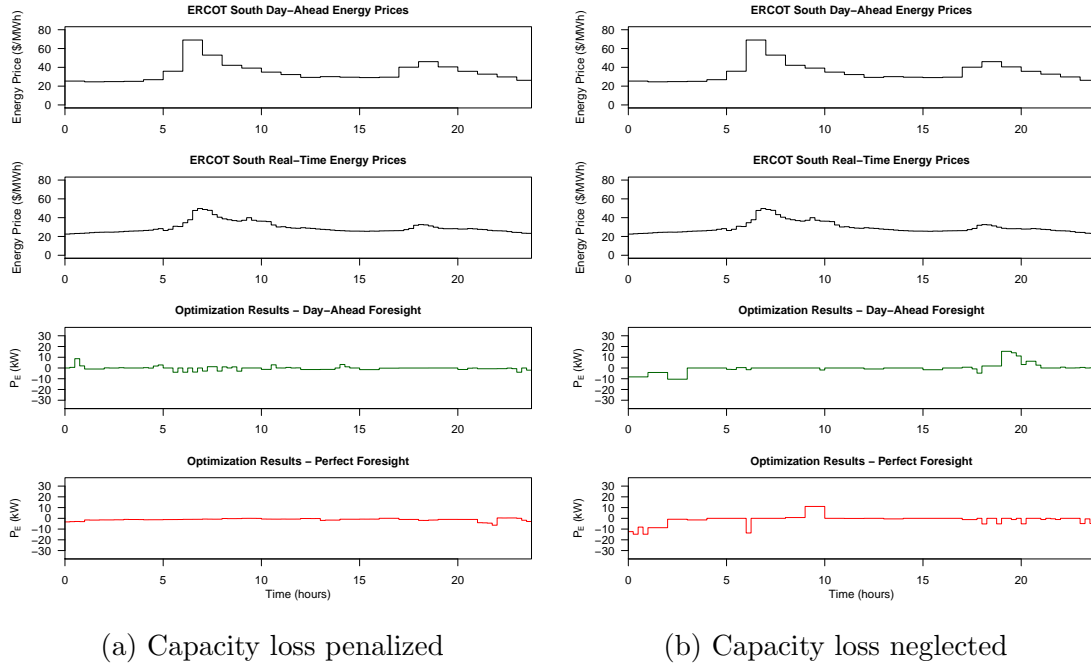 ERCOT South Day−Ahead Energy Prices
Energy Price ($/MWh)
80
60
40
20
0
0 5 10 15 20
ERCOT South Real−Time Energy Prices
Energy Price ($/MWh)
80
60
40
20
0
0 5 10 15 20
Optimization Results − Day−Ahead Foresight
P_E (kW)
30
20
10
0
−10
−20
−30
0 5 10 15 20
Optimization Results − Perfect Foresight
P_E (kW)
30
20
10
0
−10
−20
−30
0 5 10 15 20
Time (hours)
(a) Capacity loss penalized
ERCOT South Day−Ahead Energy Prices
Energy Price ($/MWh)
80
60
40
20
0
0 5 10 15 20
ERCOT South Real−Time Energy Prices
Energy Price ($/MWh)
80
60
40
20
0
0 5 10 15 20
Optimization Results − Day−Ahead Foresight
P_E (kW)
30
20
10
0
−10
−20
−30
0 5 10 15 20
Optimization Results − Perfect Foresight
P_E (kW)
30
20
10
0
−10
−20
−30
0 5 10 15 20
Time (hours)
(b) Capacity loss neglected